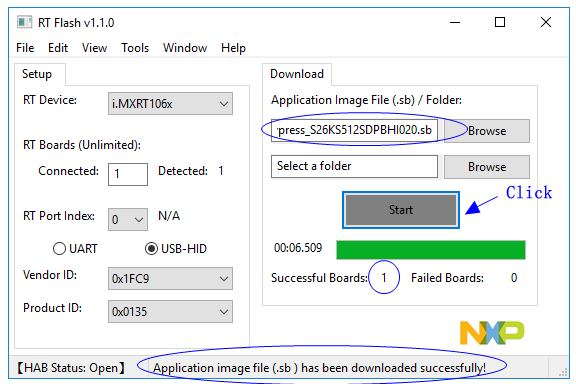 RT Flash v1.1.0
File Edit View Tools Window Help
Setup
RT Device: i.MXRT106x
RT Boards (Unlimited):
Connected: 1 Detected: 1
RT Port Index: 0 N/A
UART USB-HID
Vendor ID: 0x1FC9
Product ID: 0x0135
Download
Application Image File (.sb) / Folder:
press_S26KS512SDPBHI020.sb Browse
Select a folder Browse
Start
Click
00:06.509
Successful Boards: 1 Failed Boards: 0
NXP
【HAB Status: Open】 Application image file (.sb ) has been downloaded successfully!